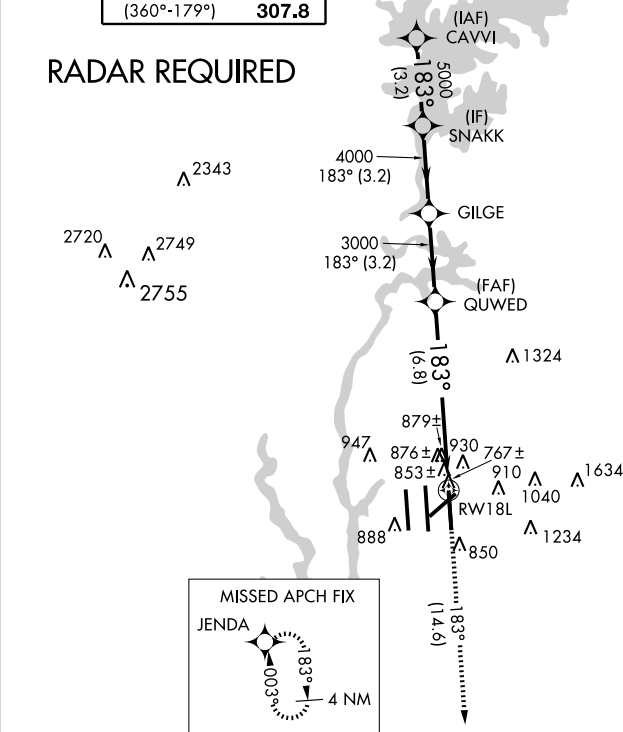 (360°-179°) 307.8
RADAR REQUIRED
(IAF)
CAVVI
5000
183°
(3.2)
(IF)
SNAKK
4000
183° (3.2)
2343
GILGE
2720
2749
2755
3000
183° (3.2)
(FAF)
QUWED
183°
(6.8)
1324
879±
947
876±
930
767±
853±
910
1634
1040
RW18L
888
1234
850
183°
(14.6)
MISSED APCH FIX
JENDA
183°
003°
4 NM